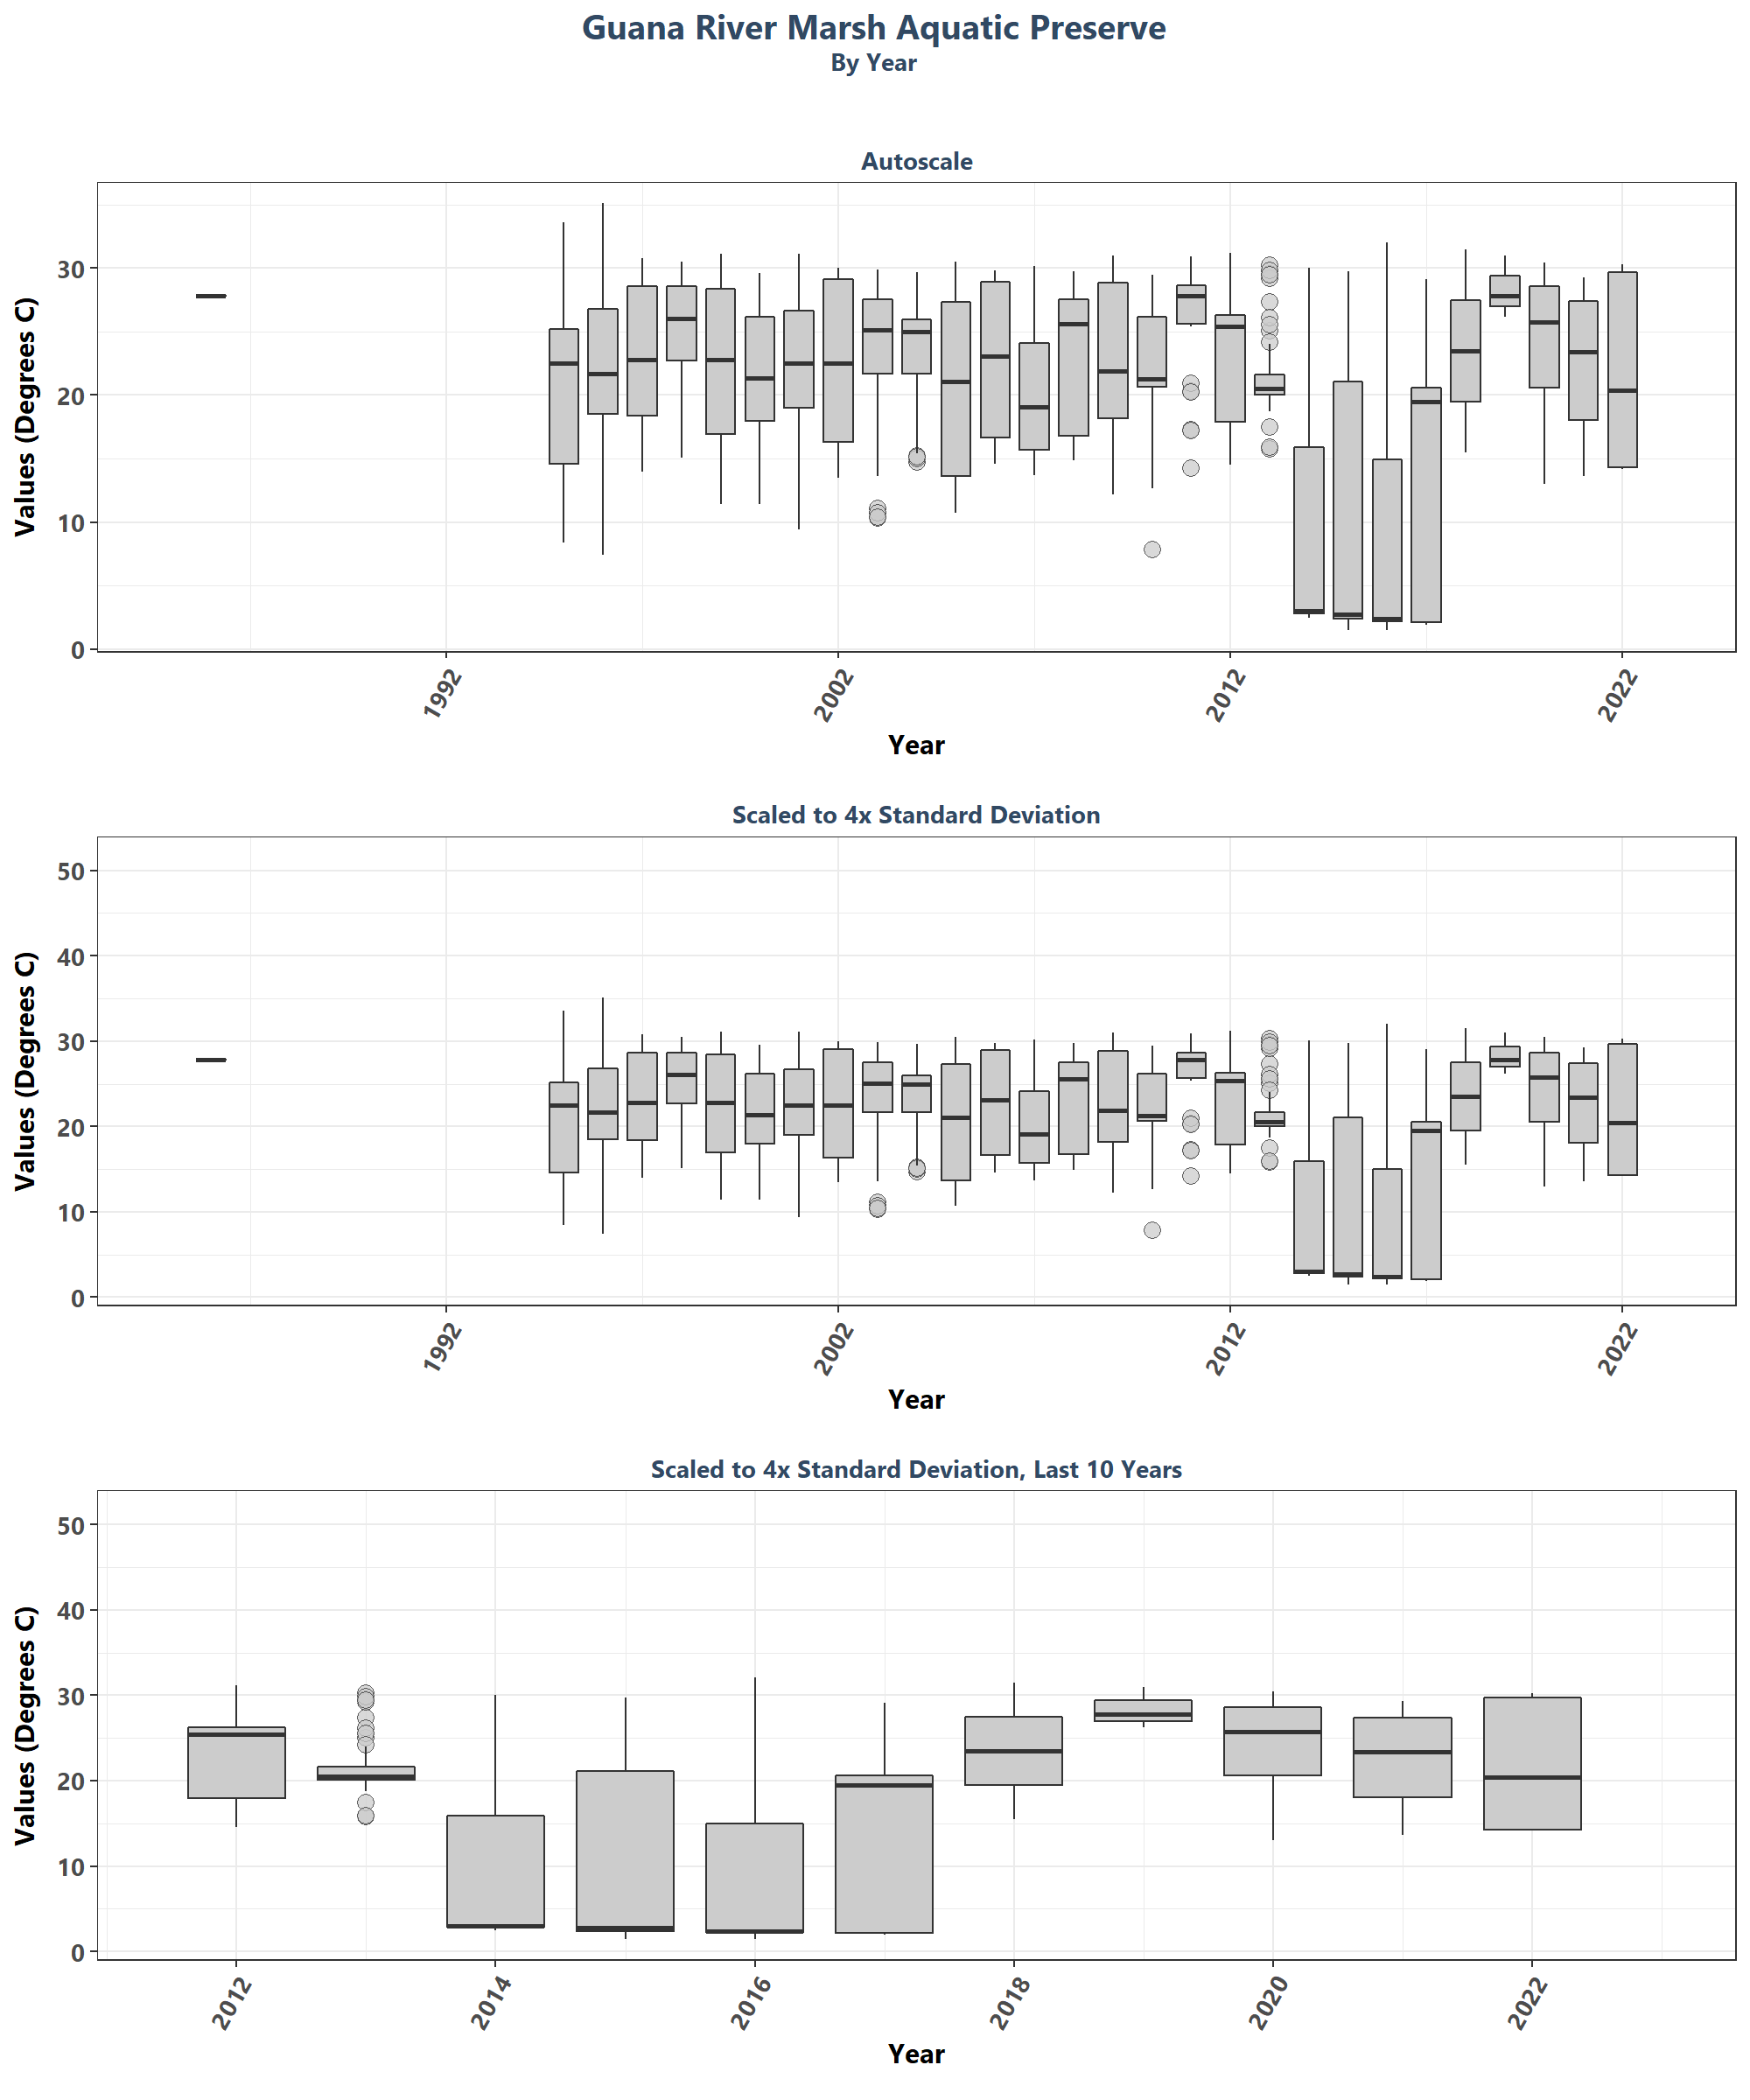 Guana River Marsh Aquatic Preserve
By Year
Autoscale
Values (Degrees C)
30
20
10
0
1992
2002
2012
2022
Year
Scaled to 4x Standard Deviation
Values (Degrees C)
50
40
30
20
10
0
1992
2002
2012
2022
Year
Scaled to 4x Standard Deviation, Last 10 Years
Values (Degrees C)
50
40
30
20
10
0
2012
2014
2016
2018
2020
2022
Year